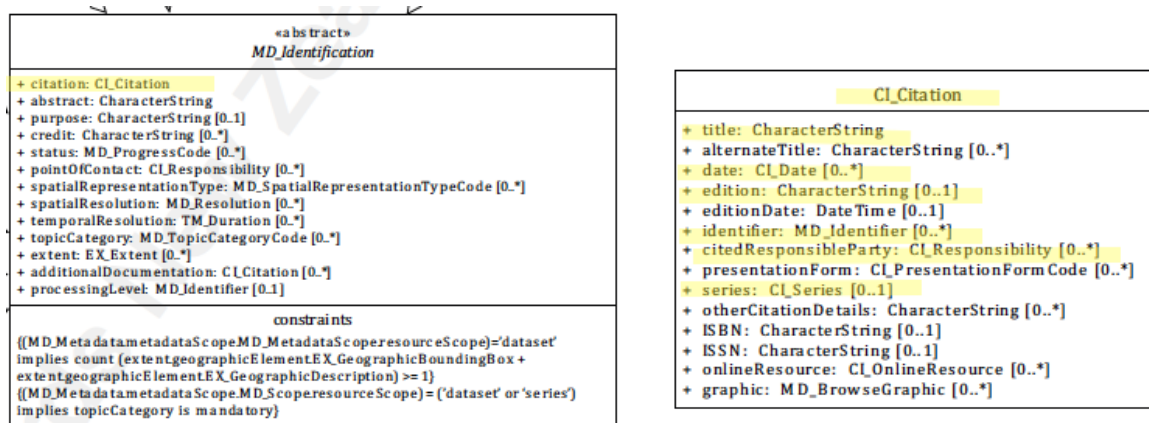 «abstract»
MD_Identification
+ citation: CI_Citation
+ abstract: CharacterString
+ purpose: CharacterString [0..1]
+ credit: CharacterString [0..*]
+ status: MD_ProgressCode [0..*]
+ pointOfContact: CI_Responsibility [0..*]
+ spatialRepresentationType: MD_SpatialRepresentationTypeCode [0..*]
+ spatialResolution: MD_Resolution [0..*]
+ temporalResolution: TM_Duration [0..*]
+ topicCategory: MD_TopicCategoryCode [0..*]
+ extent: EX_Extent [0..*]
+ additionalDocumentation: CI_Citation [0..*]
+ processingLevel: MD_Identifier [0..1]
constraints
{(MD_Metadata.metadataScope.MD_MetadataScope.resourceScope)='dataset'
implies count (extent.geographicElement.EX_GeographicBoundingBox +
extent.geographicElement.EX_GeographicDescription) >= 1}
{(MD_Metadata.metadataScope.MD_Scope.resourceScope) = ('dataset' or 'series')
implies topicCategory is mandatory}
CI_Citation
+ title: CharacterString
+ alternateTitle: CharacterString [0..*]
+ date: CI_Date [0..*]
+ edition: CharacterString [0..1]
+ editionDate: DateTime [0..1]
+ identifier: MD_Identifier [0..*]
+ citedResponsibleParty: CI_Responsibility [0..*]
+ presentationForm: CI_PresentationFormCode [0..*]
+ series: CI_Series [0..1]
+ otherCitationDetails: CharacterString [0..*]
+ ISBN: CharacterString [0..1]
+ ISSN: CharacterString [0..1]
+ onlineResource: CI_OnlineResource [0..*]
+ graphic: MD_BrowseGraphic [0..*]